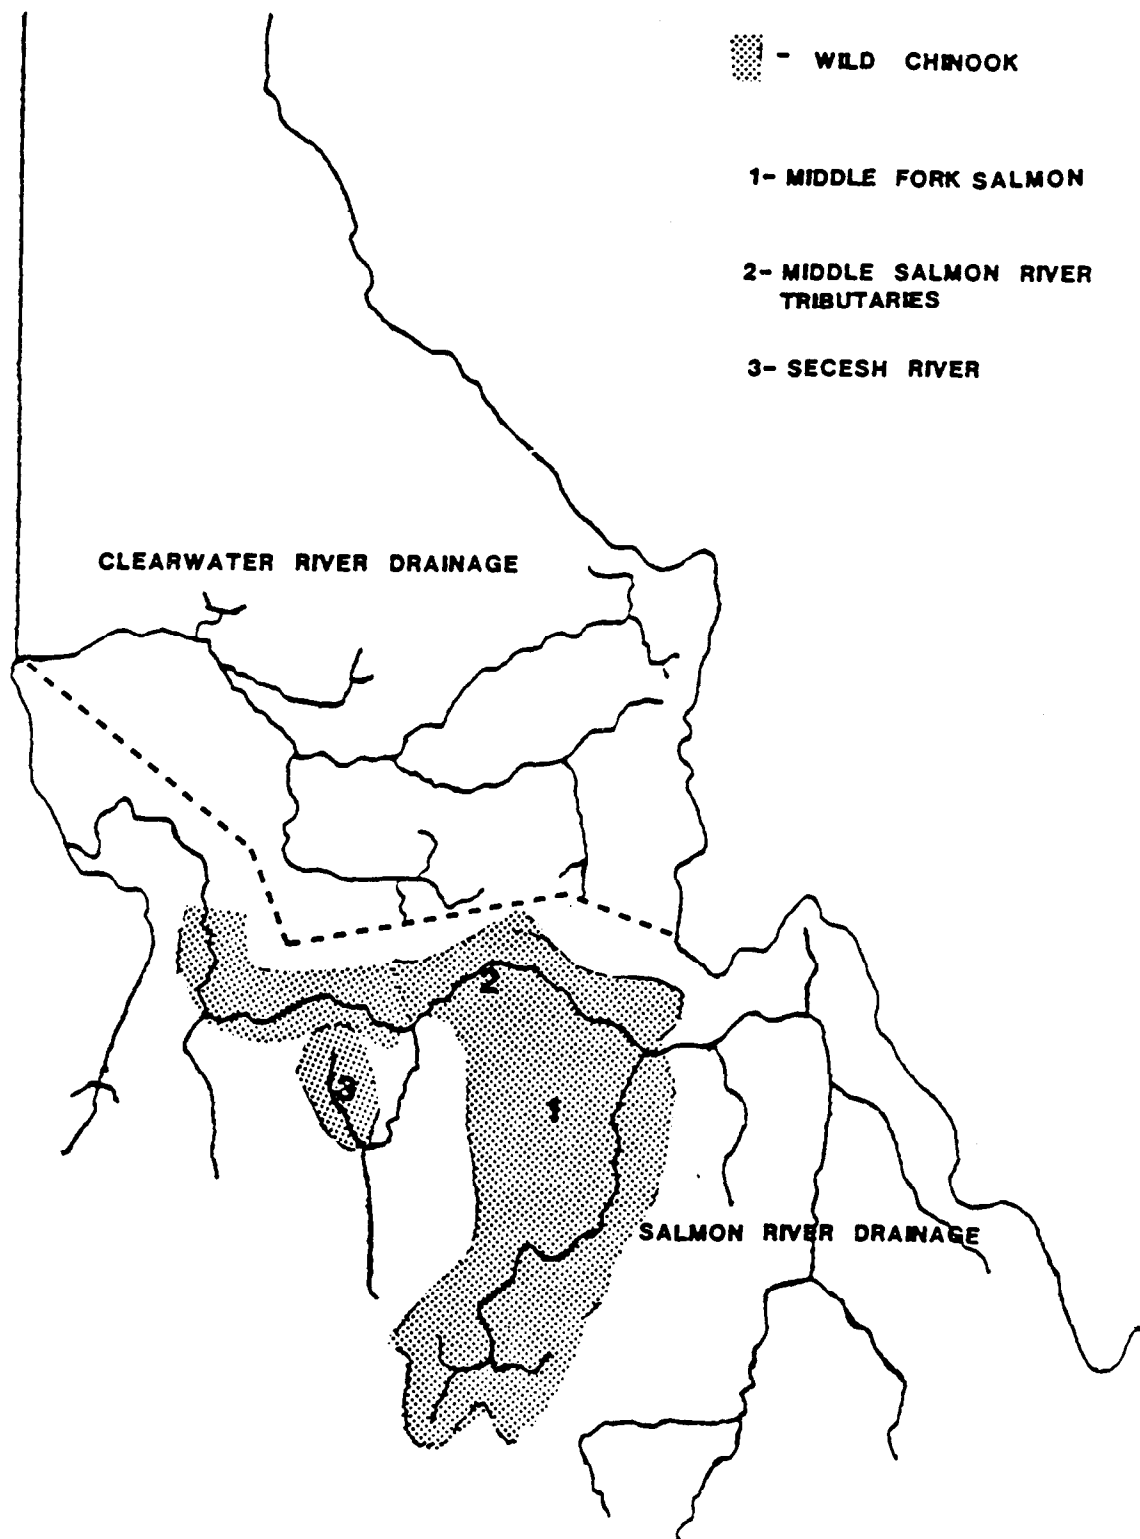 - WILD CHINOOK
1- MIDDLE FORK SALMON
2- MIDDLE SALMON RIVER
TRIBUTARIES
3- SECESH RIVER
CLEARWATER RIVER DRAINAGE
2
3
1
SALMON RIVER DRAINAGE